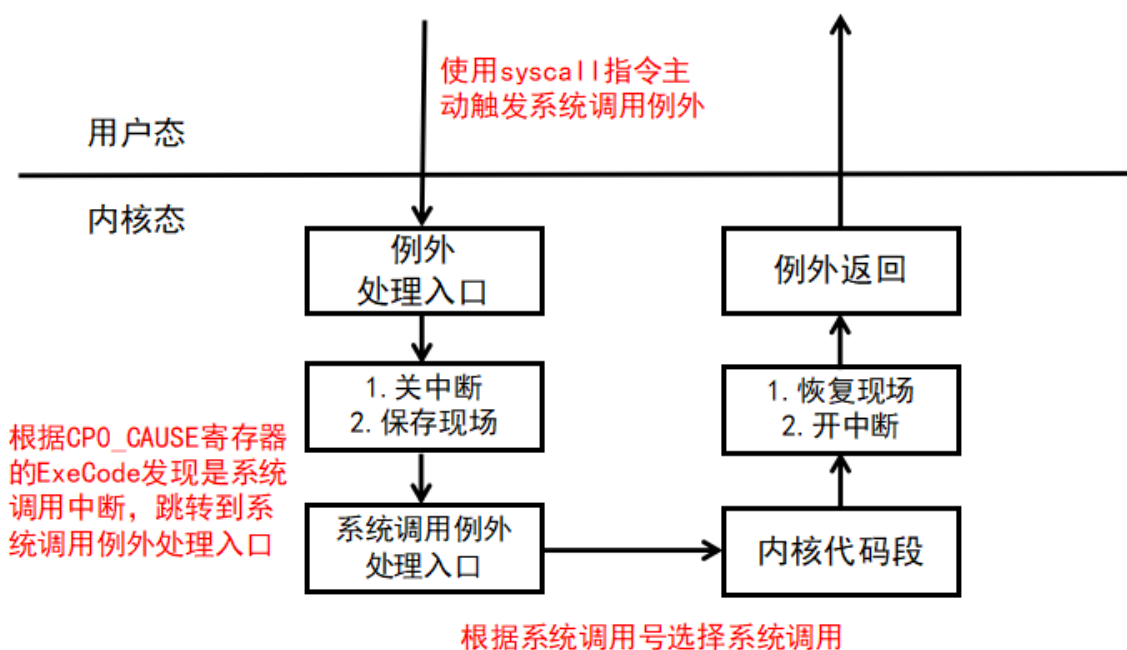 使用syscall指令主
动触发系统调用例外
用户态
内核态
例外
处理入口
例外返回
1.关中断
2.保存现场
1.恢复现场
2.开中断
根据CP0_CAUSE寄存器
的ExeCode发现是系统
调用中断，跳转到系
统调用例外处理入口
系统调用例外
处理入口
内核代码段
根据系统调用号选择系统调用